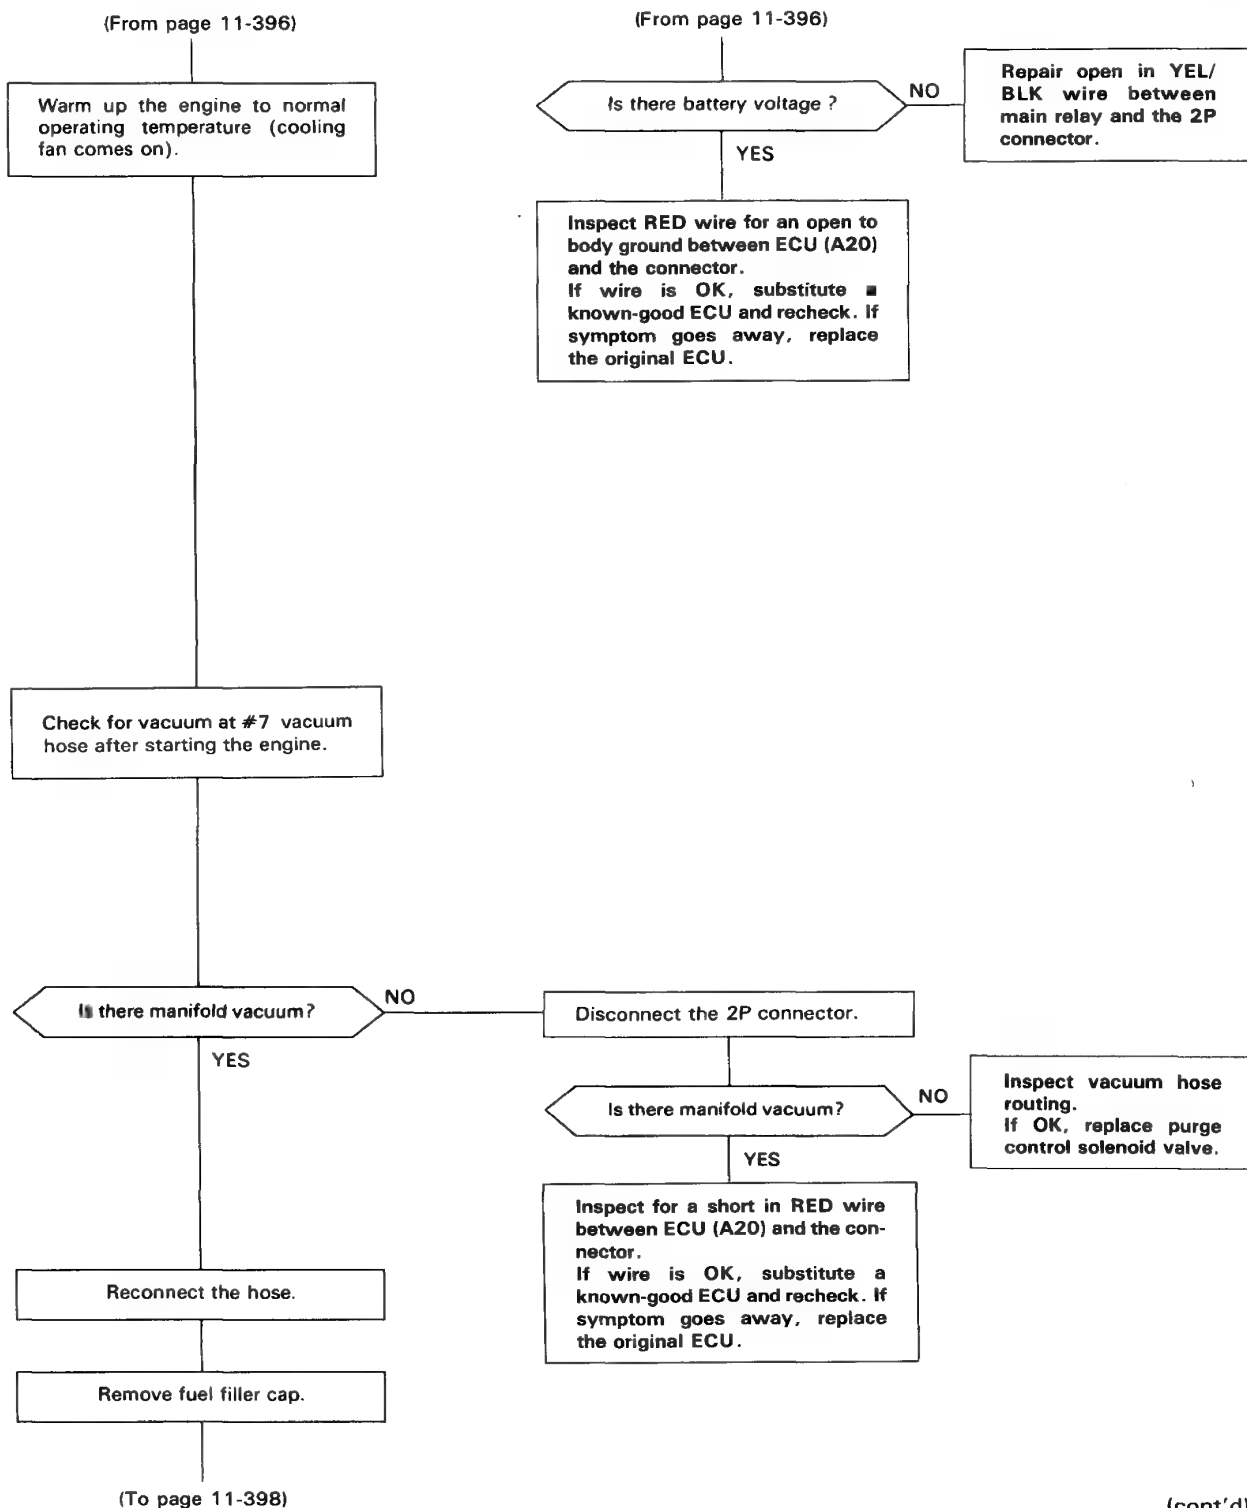 (From page 11-396)
Warm up the engine to normal
operating temperature (cooling
fan comes on).
Check for vacuum at #7 vacuum
hose after starting the engine.
Is there manifold vacuum?
NO
YES
Reconnect the hose.
Remove fuel filler cap.
(To page 11-398)
(From page 11-396)
Is there battery voltage ?
NO
YES
Repair open in YEL/
BLK wire between
main relay and the 2P
connector.
Inspect RED wire for an open to
body ground between ECU (A20)
and the connector.
If wire is OK, substitute
known-good ECU and recheck. If
symptom goes away, replace
the original ECU.
Disconnect the 2P connector.
Is there manifold vacuum?
NO
YES
Inspect vacuum hose
routing.
If OK, replace purge
control solenoid valve.
Inspect for a short in RED wire
between ECU (A20) and the con-
nector.
If wire is OK, substitute a
known-good ECU and recheck. If
symptom goes away, replace
the original ECU.
(cont'd)